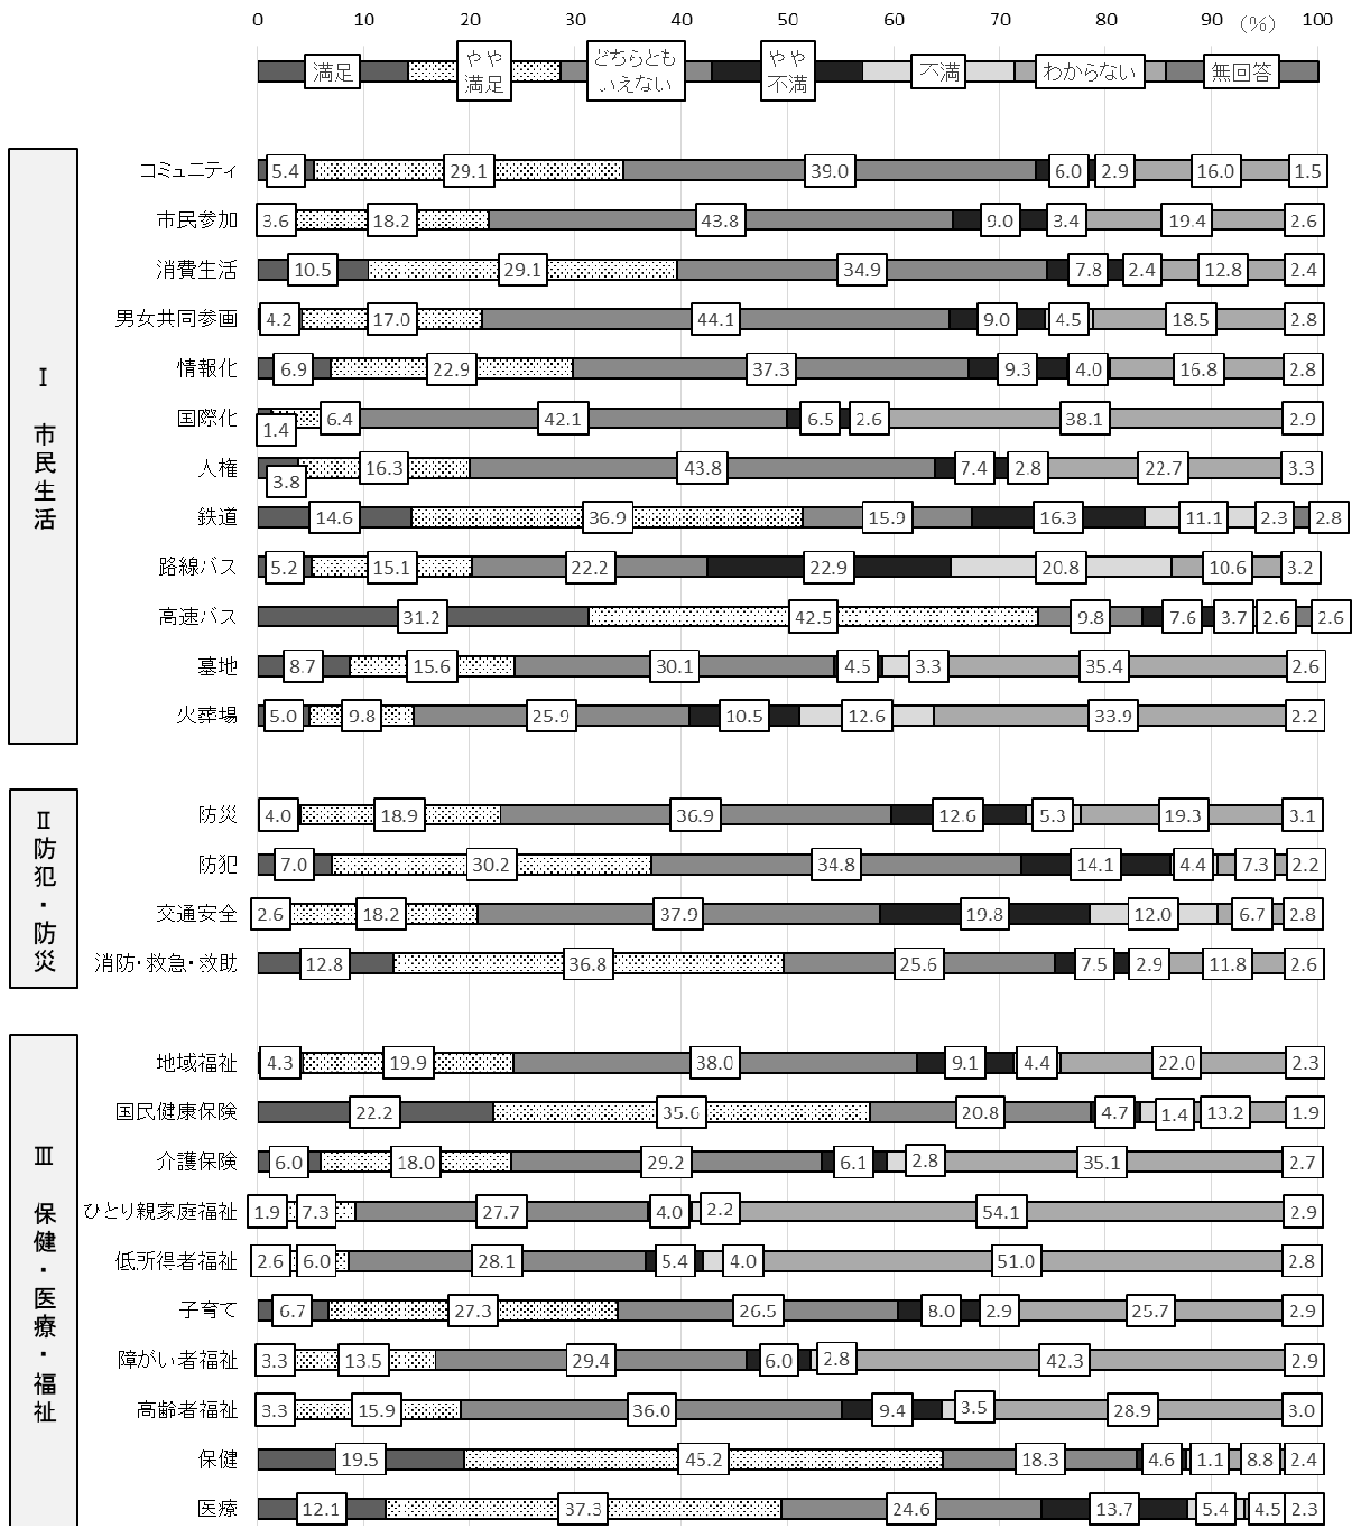 0 10 20 30 40 50 60 70 80 90 (%) 100
満足
やや
満足
どちらとも
いえない
やや
不満
不満
わからない
無回答
Ⅰ 市民生活
コミュニティ 5.4 29.1 39.0 6.0 2.9 16.0 1.5
市民参加 3.6 18.2 43.8 9.0 3.4 19.4 2.6
消費生活 10.5 29.1 34.9 7.8 2.4 12.8 2.4
男女共同参画 4.2 17.0 44.1 9.0 4.5 18.5 2.8
情報化 6.9 22.9 37.3 9.3 4.0 16.8 2.8
国際化 1.4 6.4 42.1 6.5 2.6 38.1 2.9
人権 3.8 16.3 43.8 7.4 2.8 22.7 3.3
鉄道 14.6 36.9 15.9 16.3 11.1 2.3 2.8
路線バス 5.2 15.1 22.2 22.9 20.8 10.6 3.2
高速バス 31.2 42.5 9.8 7.6 3.7 2.6 2.6
墓地 8.7 15.6 30.1 4.5 3.3 35.4 2.6
火葬場 5.0 9.8 25.9 10.5 12.6 33.9 2.2
Ⅱ防犯・防災
防災 4.0 18.9 36.9 12.6 5.3 19.3 3.1
防犯 7.0 30.2 34.8 14.1 4.4 7.3 2.2
交通安全 2.6 18.2 37.9 19.8 12.0 6.7 2.8
消防・救急・救助 12.8 36.8 25.6 7.5 2.9 11.8 2.6
Ⅲ 保健・医療・福祉
地域福祉 4.3 19.9 38.0 9.1 4.4 22.0 2.3
国民健康保険 22.2 35.6 20.8 4.7 1.4 13.2 1.9
介護保険 6.0 18.0 29.2 6.1 2.8 35.1 2.7
ひとり親家庭福祉 1.9 7.3 27.7 4.0 2.2 54.1 2.9
低所得者福祉 2.6 6.0 28.1 5.4 4.0 51.0 2.8
子育て 6.7 27.3 26.5 8.0 2.9 25.7 2.9
障がい者福祉 3.3 13.5 29.4 6.0 2.8 42.3 2.9
高齢者福祉 3.3 15.9 36.0 9.4 3.5 28.9 3.0
保健 19.5 45.2 18.3 4.6 1.1 8.8 2.4
医療 12.1 37.3 24.6 13.7 5.4 4.5 2.3